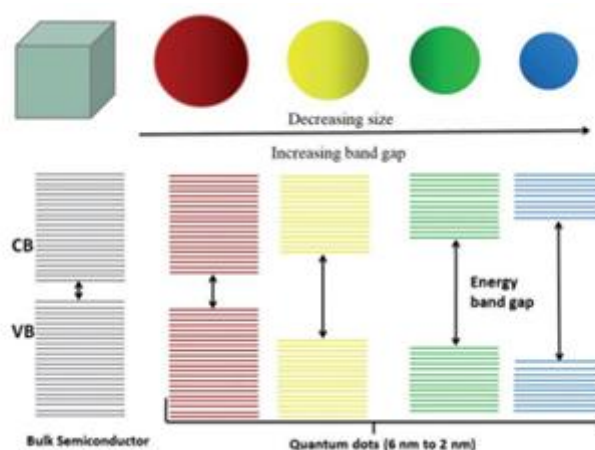 Decreasing size
Increasing band gap
CB
VB
Energy
band gap
Bulk Semiconductor
Quantum dots (6 nm to 2 nm)